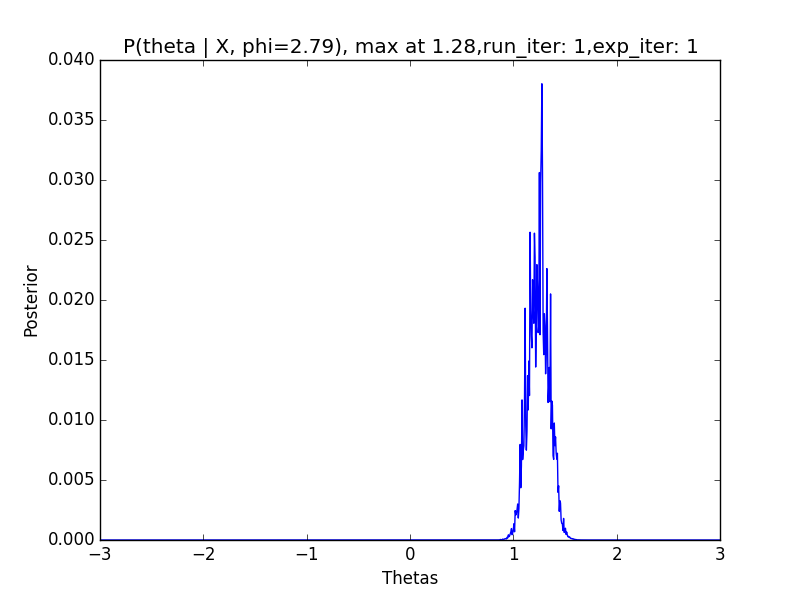 P(theta | X, phi=2.79), max at 1.28,run_iter: 1,exp_iter: 1
0.040
0.035
0.030
0.025
0.020
0.015
0.010
0.005
0.000
Posterior
−3 −2 −1 0 1 2 3
Thetas